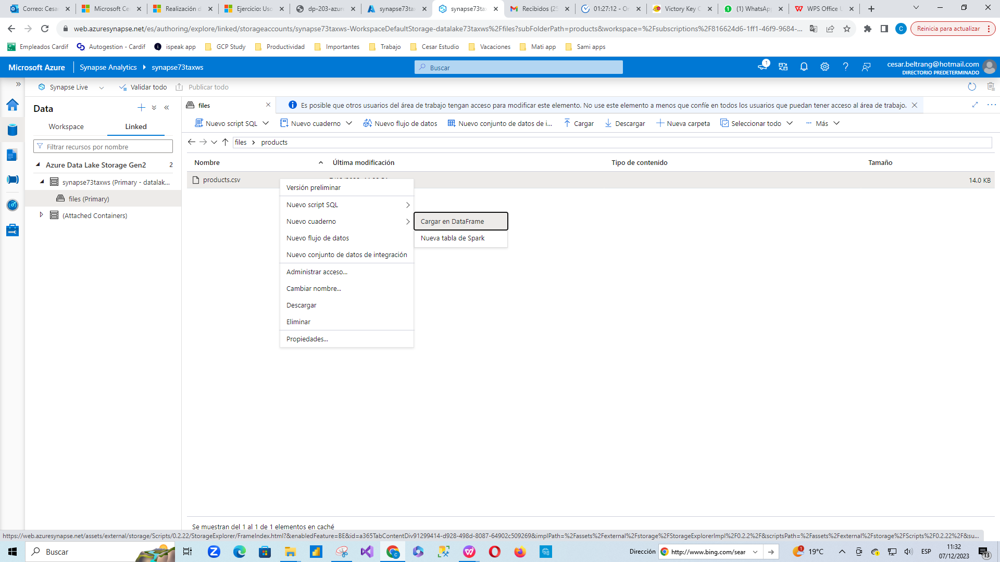 Correo: Cesa
Microsoft Ce
Realización d
Ejercicio: Uso
dp-203-azur
synapse73ta
synapse73ta
Recibidos (25
01:27:12 - O
Victory Key C
(1) WhatsAp
WPS Office
web.azuresynapse.net/es/authoring/explore/linked/storageaccounts/synapse73taxws-WorkspaceDefaultStorage-datalake73taxws%2Ffiles?subFolderPath=products&workspace=%2Fsubscriptions%2F816624d6-1ff1-46f9-9684-...
C
Reinicia para actualizar
Empleados Cardif
Autogestion - Cardif
ispeak app
GCP Study
Productividad
Importantes
Trabajo
Cesar Estudio
Vacaciones
Mati app
Sami apps
Microsoft Azure
Synapse Analytics
synapse73taxws
Buscar
1
cesar.beltrang@hotmail.com
DIRECTORIO PREDETERMINADO
Synapse Live
Validar todo
Publicar todo
Data
files
Es posible que otros usuarios del área de trabajo tengan acceso para modificar este elemento. No use este elemento a menos que confíe en todos los usuarios que puedan tener acceso al área de trabajo.
Workspace
Linked
Nuevo script SQL
Nuevo cuaderno
Nuevo flujo de datos
Nuevo conjunto de datos de i...
Cargar
Descargar
Nueva carpeta
Seleccionar todo
Más
Filtrar recursos por nombre
files
products
Azure Data Lake Storage Gen2
2
Nombre
Última modificación
Tipo de contenido
Tamaño
synapse73taxws (Primary - datalak...
products.csv
14.0 KB
files (Primary)
(Attached Containers)
Versión preliminar
Nuevo script SQL
Nuevo cuaderno
Nuevo flujo de datos
Nuevo conjunto de datos de integración
Administrar acceso...
Cambiar nombre...
Descargar
Eliminar
Propiedades...
Cargar en DataFrame
Nueva tabla de Spark
Se muestran del 1 al 1 de 1 elementos en caché
https://web.azuresynapse.net/assets/external/storage/Scripts/0.2.22/StorageExplorer/FrameIndex.html?&enabledFeature=BE&id=a365TabContentDiv91299414-d928-498d-8087-64902c509269&implPath=%2Fassets%2Fexternal%2Fstorage%2FStorageExplorerImpl%2F0.2.2%2F&scriptsPath=%2Fassets%2Fexternal%2Fstorage%2FScripts%2F0.2.22%2F&su...
Buscar
Dirección
http://www.bing.com/sear
1
19°C
ESP
11:32
07/12/2023
13